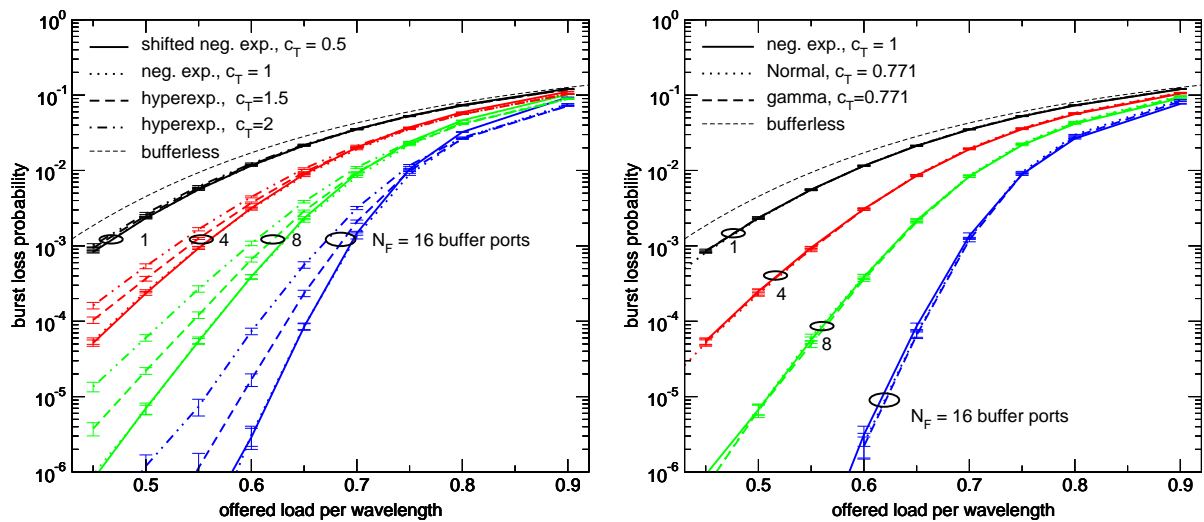 10^0
10^-1
10^-2
10^-3
10^-4
10^-5
10^-6
burst loss probability
shifted neg. exp., c_T = 0.5
neg. exp., c_T = 1
hyperexp., c_T=1.5
hyperexp., c_T=2
bufferless
1
4
8
N_F = 16 buffer ports
0.5 0.6 0.7 0.8 0.9
offered load per wavelength
10^0
10^-1
10^-2
10^-3
10^-4
10^-5
10^-6
burst loss probability
neg. exp., c_T = 1
Normal, c_T = 0.771
gamma, c_T=0.771
bufferless
1
4
8
N_F = 16 buffer ports
0.5 0.6 0.7 0.8 0.9
offered load per wavelength